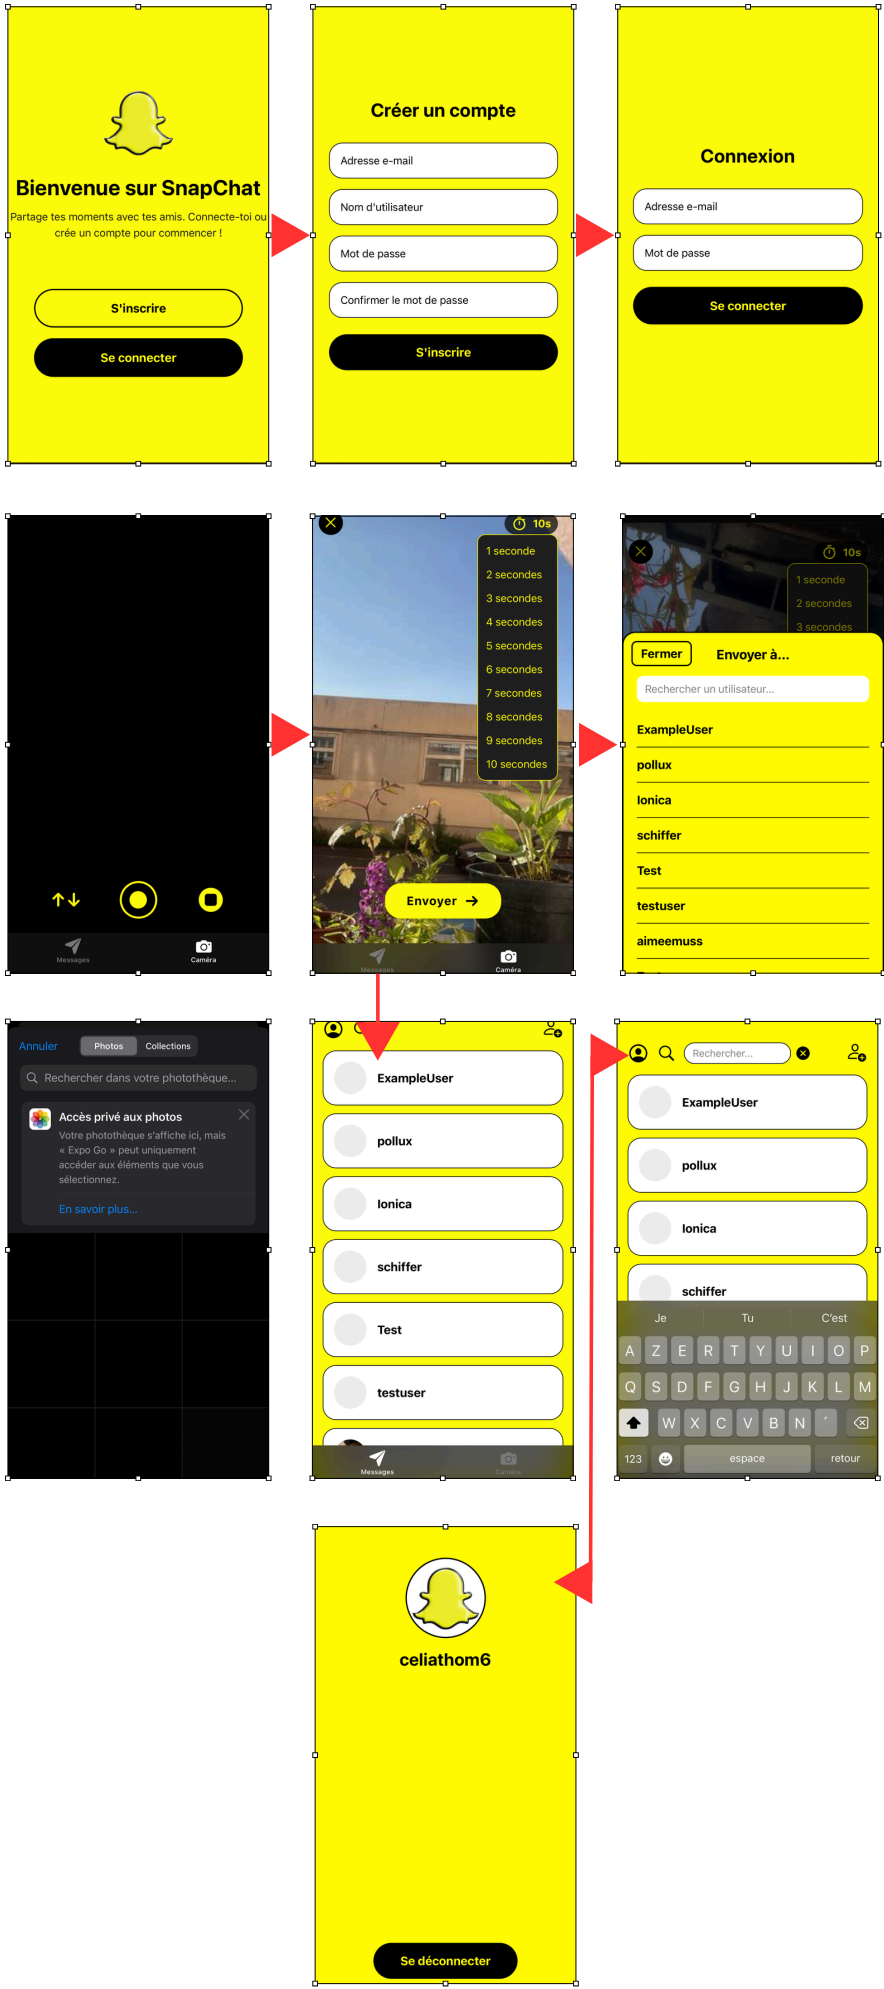 Bienvenue sur SnapChat
Partage tes moments avec tes amis. Connecte-toi ou
crée un compte pour commencer !
S'inscrire
Se connecter
Créer un compte
Adresse e-mail
Nom d'utilisateur
Mot de passe
Confirmer le mot de passe
S'inscrire
Connexion
Adresse e-mail
Mot de passe
Se connecter
Messages
Caméra
10s
1 seconde
2 secondes
3 secondes
4 secondes
5 secondes
6 secondes
7 secondes
8 secondes
9 secondes
10 secondes
Envoyer
Messages
Caméra
10s
1 seconde
2 secondes
3 secondes
Fermer
Envoyer à...
Rechercher un utilisateur...
ExampleUser
pollux
Ionica
schiffer
Test
testuser
aimeemuss
Annuler
Photos
Collections
Rechercher dans votre photothèque...
Accès privé aux photos
Votre photothèque s'affiche ici, mais
« Expo Go » peut uniquement
accéder aux éléments que vous
sélectionnez.
En savoir plus...
ExampleUser
pollux
Ionica
schiffer
Test
testuser
Messages
Caméra
Rechercher...
ExampleUser
pollux
Ionica
schiffer
Je Tu C'est
A Z E R T Y U I O P
Q S D F G H J K L M
W X C V B N ´
123 espace retour
celiathom6
Se déconnecter